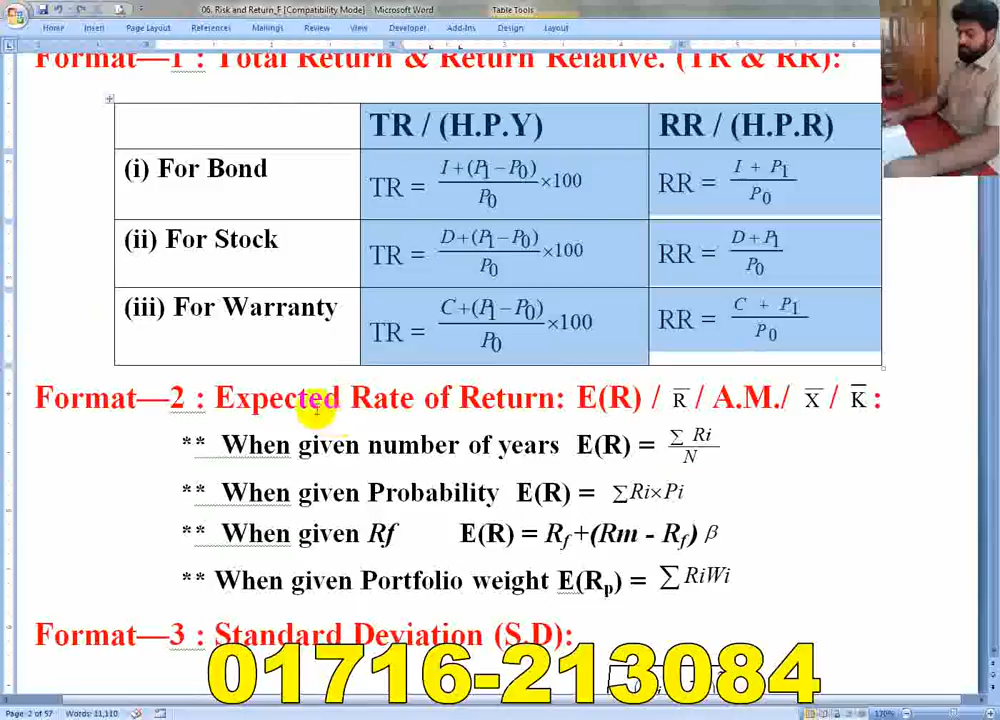 06. Risk and Return_F [Compatibility Mode] - Microsoft Word
Table Tools
Home Insert Page Layout References Mailings Review View Developer Add-Ins Design Layout
Format—1 : Total Return & Return Relative. (TR & RR):
TR / (H.P.Y) RR / (H.P.R)
(i) For Bond TR = I+(P1−P0)/P0 ×100 RR = I + P1/P0
(ii) For Stock TR = D+(P1−P0)/P0 ×100 RR = D+P1/P0
(iii) For Warranty TR = C+(P1−P0)/P0 ×100 RR = C + P1/P0
Format—2 : Expected Rate of Return: E(R) / R̅ / A.M./ X̅ / K̅ :
** When given number of years E(R) = ∑ Ri/N
** When given Probability E(R) = ∑Ri×Pi
** When given Rf E(R) = Rf+(Rm - Rf) β
** When given Portfolio weight E(Rp) = ∑ RiWi
Format—3 : Standard Deviation (S.D):
01716-213084
Page: 2 of 57 Words: 11,110 170%